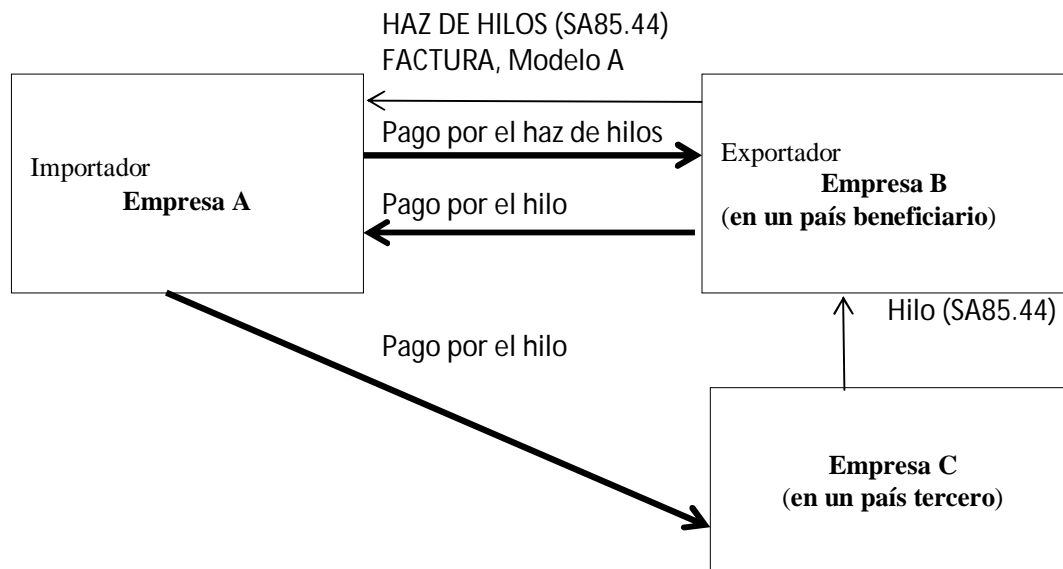 HAZ DE HILOS (SA85.44)
FACTURA, Modelo A
Importador
Empresa A
Pago por el haz de hilos
Pago por el hilo
Exportador
Empresa B
(en un país beneficiario)
Pago por el hilo
Hilo (SA85.44)
Empresa C
(en un país tercero)